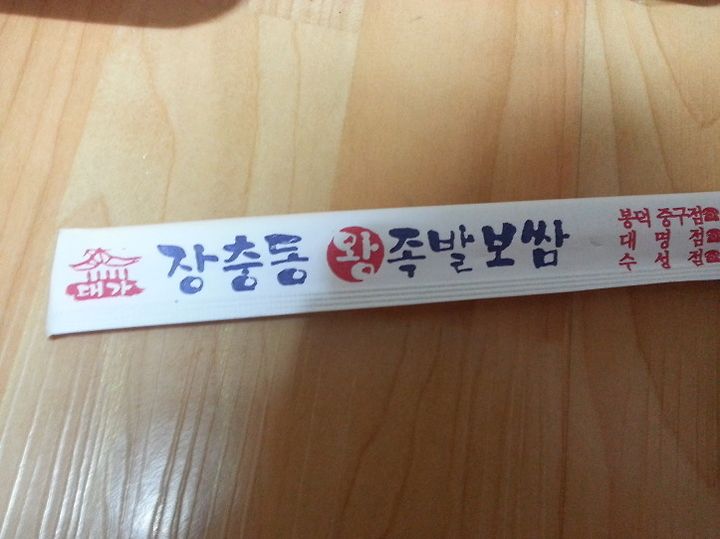 대가
장충동 왕족발보쌈
봉덕 중구점☎
대 명 점☎
수 성 점☎